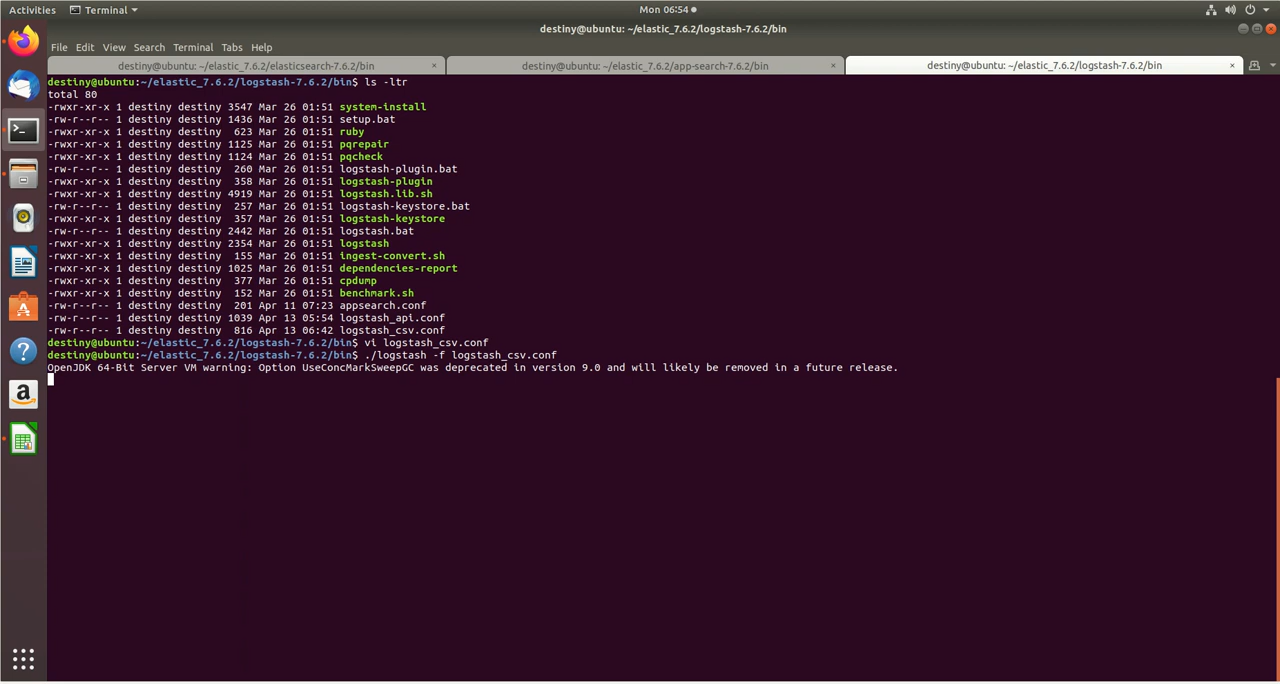 Activities
Terminal
Mon 06:54
destiny@ubuntu: ~/elastic_7.6.2/logstash-7.6.2/bin
File Edit View Search Terminal Tabs Help
destiny@ubuntu: ~/elastic_7.6.2/elasticsearch-7.6.2/bin ×
destiny@ubuntu: ~/elastic_7.6.2/app-search-7.6.2/bin ×
destiny@ubuntu: ~/elastic_7.6.2/logstash-7.6.2/bin ×
destiny@ubuntu:~/elastic_7.6.2/logstash-7.6.2/bin$ ls -ltr
total 80
-rwxr-xr-x 1 destiny destiny 3547 Mar 26 01:51 system-install
-rw-r--r-- 1 destiny destiny 1436 Mar 26 01:51 setup.bat
-rwxr-xr-x 1 destiny destiny  623 Mar 26 01:51 ruby
-rwxr-xr-x 1 destiny destiny 1125 Mar 26 01:51 pqrepair
-rwxr-xr-x 1 destiny destiny 1124 Mar 26 01:51 pqcheck
-rw-r--r-- 1 destiny destiny  260 Mar 26 01:51 logstash-plugin.bat
-rwxr-xr-x 1 destiny destiny  358 Mar 26 01:51 logstash-plugin
-rwxr-xr-x 1 destiny destiny 4919 Mar 26 01:51 logstash.lib.sh
-rw-r--r-- 1 destiny destiny  257 Mar 26 01:51 logstash-keystore.bat
-rwxr-xr-x 1 destiny destiny  357 Mar 26 01:51 logstash-keystore
-rw-r--r-- 1 destiny destiny 2442 Mar 26 01:51 logstash.bat
-rwxr-xr-x 1 destiny destiny 2354 Mar 26 01:51 logstash
-rwxr-xr-x 1 destiny destiny  155 Mar 26 01:51 ingest-convert.sh
-rwxr-xr-x 1 destiny destiny 1025 Mar 26 01:51 dependencies-report
-rwxr-xr-x 1 destiny destiny  377 Mar 26 01:51 cpdump
-rwxr-xr-x 1 destiny destiny  152 Mar 26 01:51 benchmark.sh
-rw-r--r-- 1 destiny destiny  201 Apr 11 07:23 appsearch.conf
-rw-r--r-- 1 destiny destiny 1039 Apr 13 05:54 logstash_api.conf
-rw-r--r-- 1 destiny destiny  816 Apr 13 06:42 logstash_csv.conf
destiny@ubuntu:~/elastic_7.6.2/logstash-7.6.2/bin$ vi logstash_csv.conf
destiny@ubuntu:~/elastic_7.6.2/logstash-7.6.2/bin$ ./logstash -f logstash_csv.conf
OpenJDK 64-Bit Server VM warning: Option UseConcMarkSweepGC was deprecated in version 9.0 and will likely be removed in a future release.